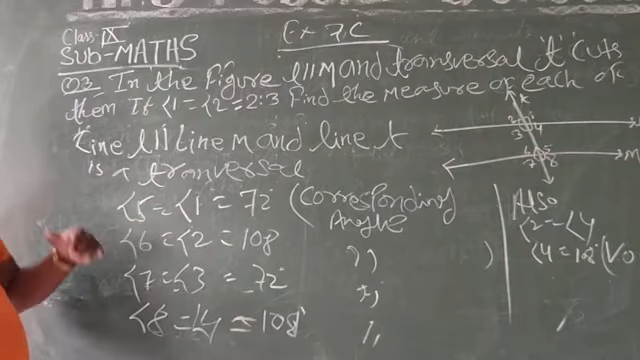 Class-IX
Sub-MATHS
Ex 7C
Q3. In the figure l||m and transversal 't' cuts
them If <1 = <2 = 2:3 Find the measure of each of
Line l|| Line m and line t
is a transversal
<5 = <1 = 72° (Corresponding
Angle
<6 = <2 = 108 ,, )
<7 = <3 = 72° ,,
<8 = <4 = 108° ,,
Also
<2 = <4
<4 = 108° (VO